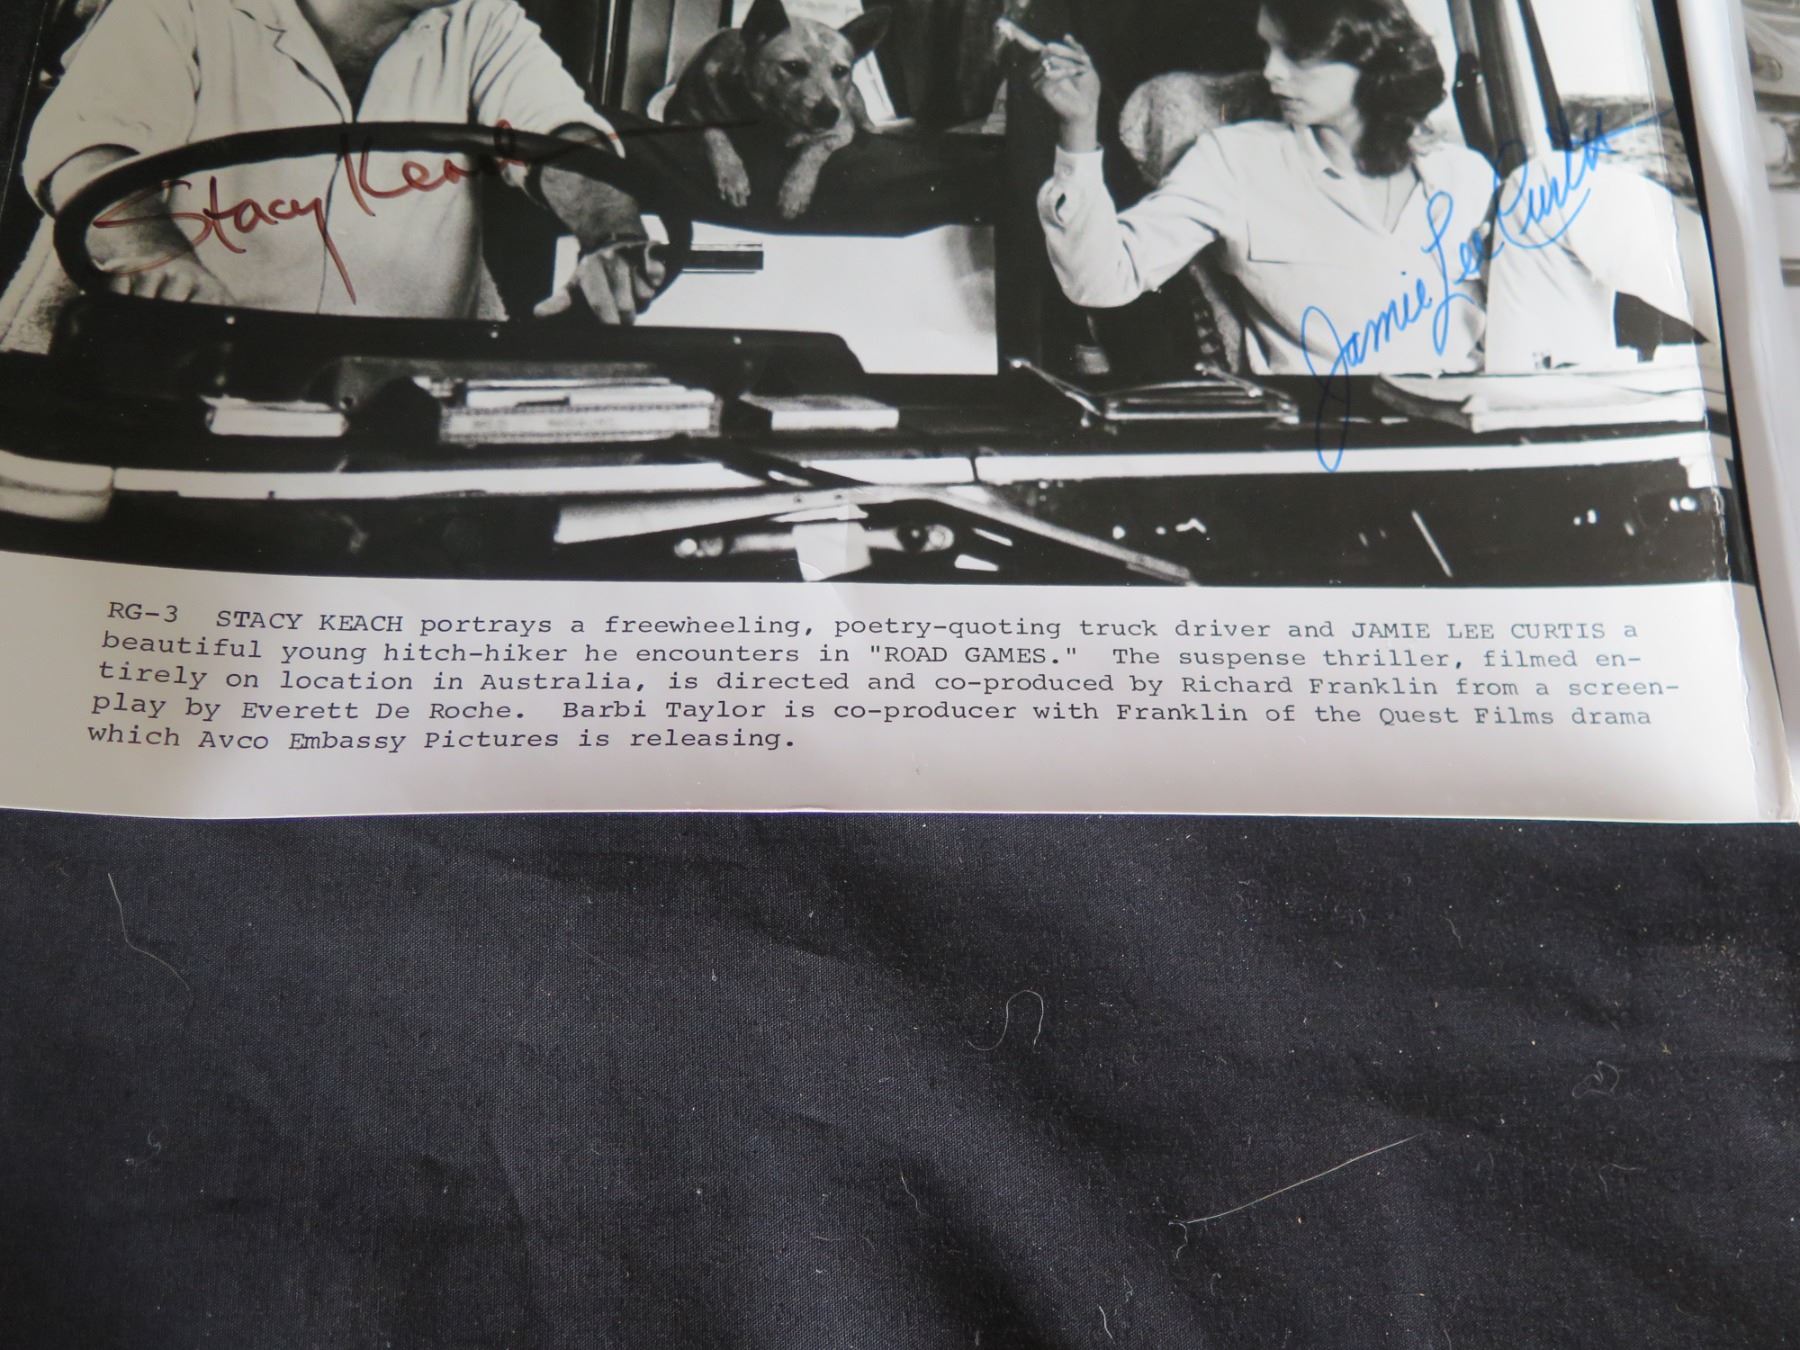 Stacy Keach
Jamie Lee Curtis
RG-3 STACY KEACH portrays a freewheeling, poetry-quoting truck driver and JAMIE LEE CURTIS a
beautiful young hitch-hiker he encounters in "ROAD GAMES." The suspense thriller, filmed en-
tirely on location in Australia, is directed and co-produced by Richard Franklin from a screen-
play by Everett De Roche. Barbi Taylor is co-producer with Franklin of the Quest Films drama
which Avco Embassy Pictures is releasing.